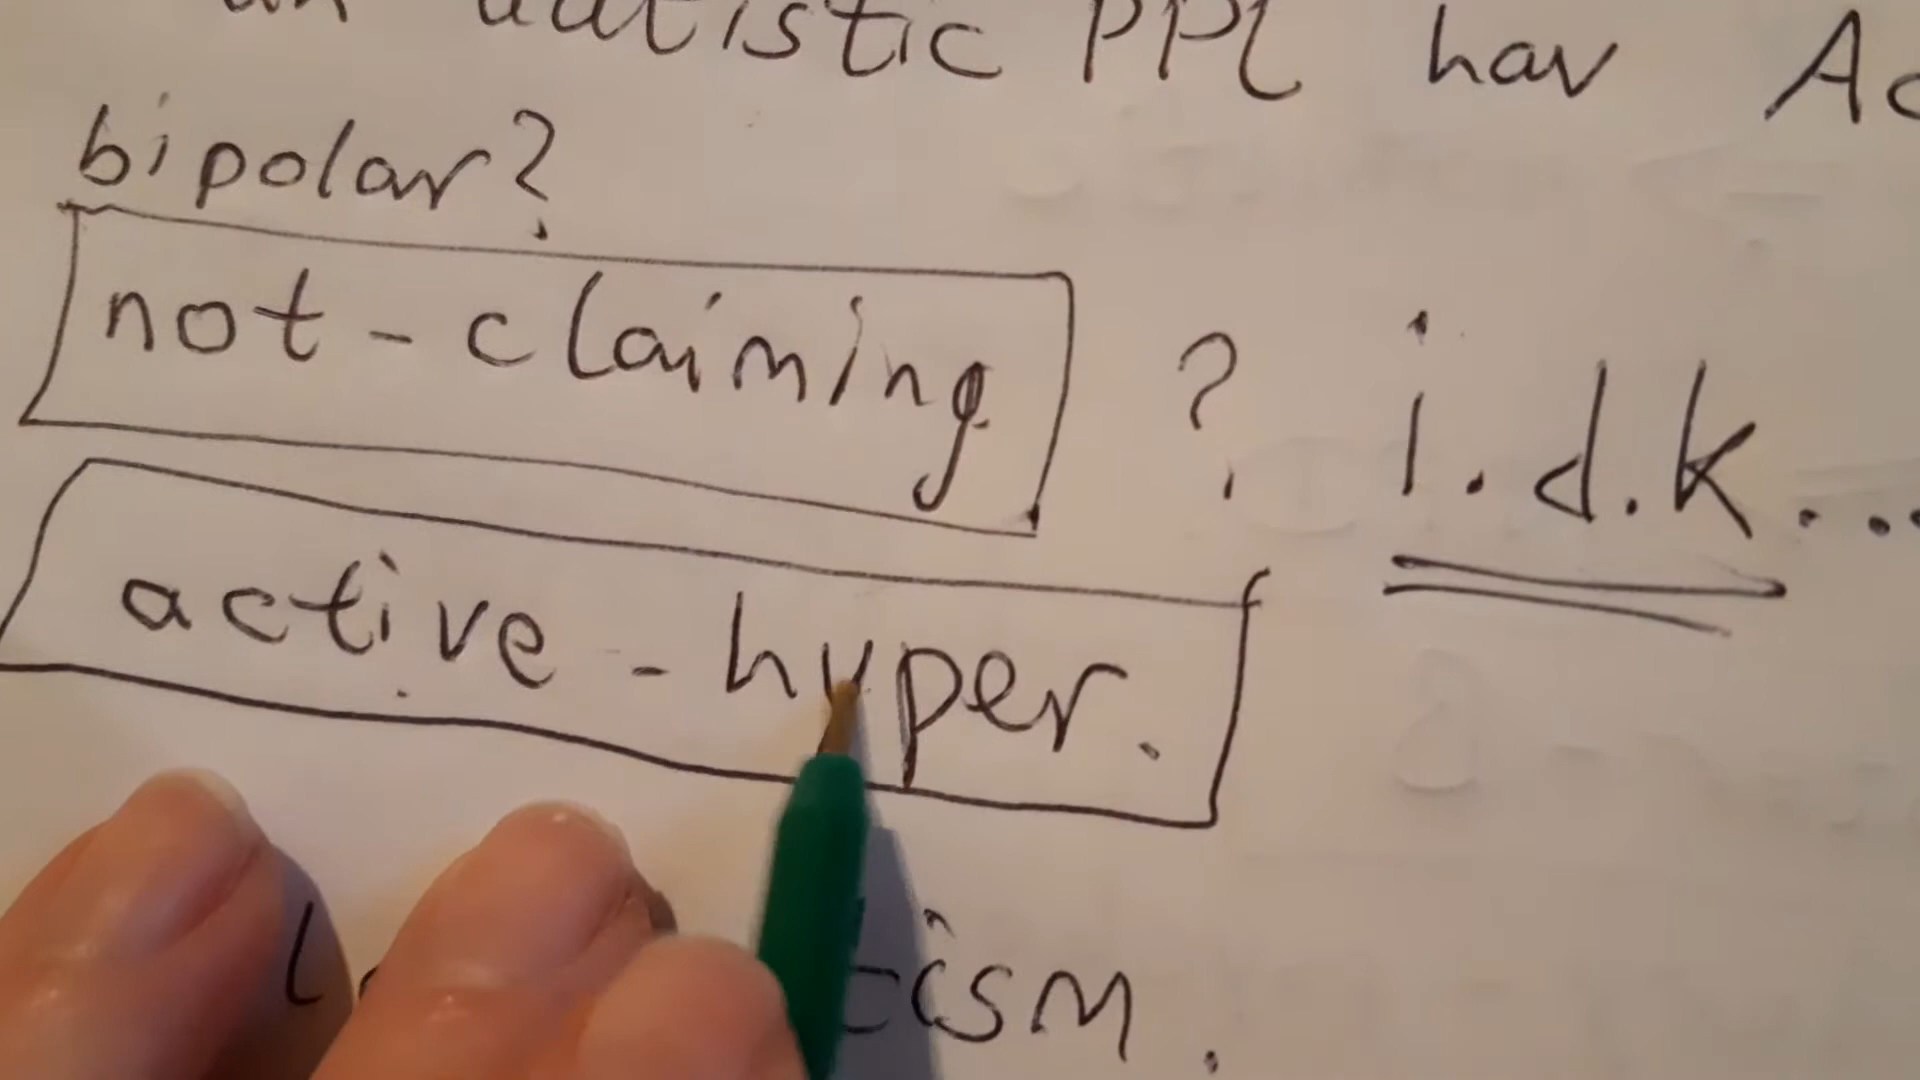 autistic PPl hav
bipolar?
not - claiming ? i.d.k...
active - hyper.